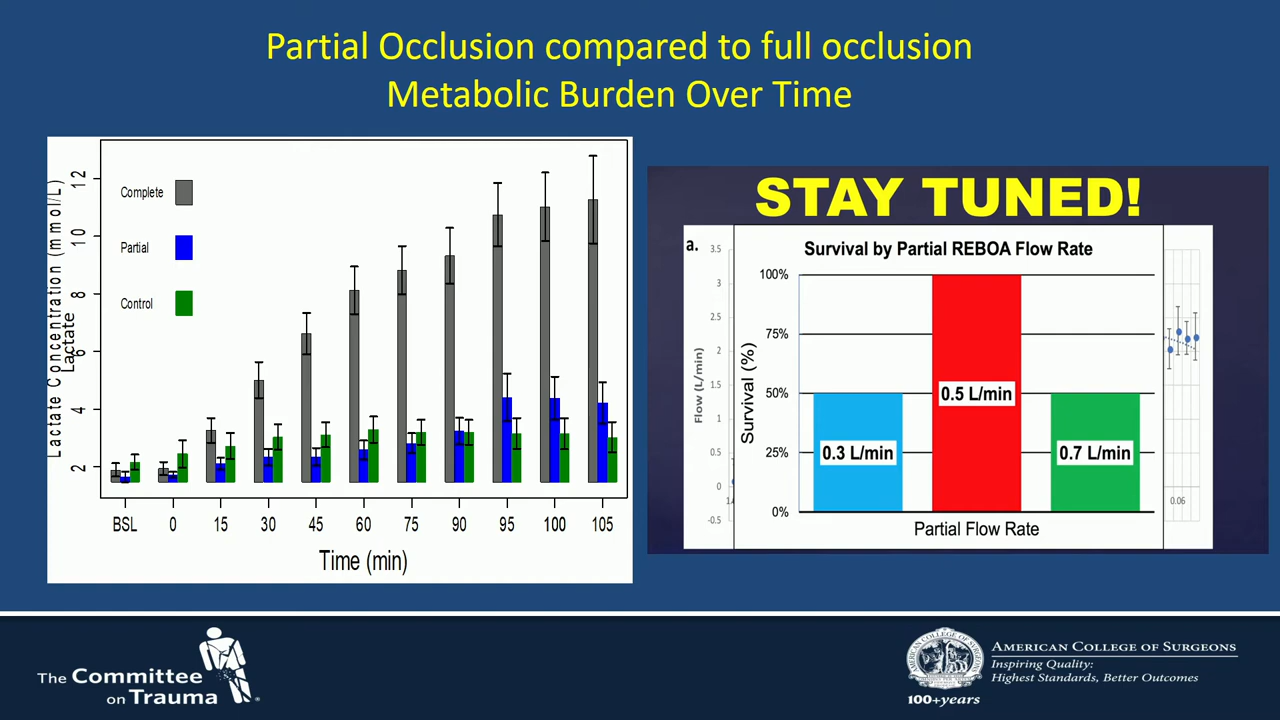 Partial Occlusion compared to full occlusion
Metabolic Burden Over Time
Lactate Concentration (mmol/L)
Lactate
12
10
8
6
4
2
Complete
Partial
Control
BSL 0 15 30 45 60 75 90 95 100 105
Time (min)
STAY TUNED!
a.
Survival by Partial REBOA Flow Rate
Flow (L/min)
3.5
3
2.5
2
1.5
1
0.5
0
-0.5
Survival (%)
100%
75%
50%
25%
0%
0.3 L/min
0.5 L/min
0.7 L/min
0.06
Partial Flow Rate
The Committee
on Trauma
AMERICAN COLLEGE OF SURGEONS
Inspiring Quality:
Highest Standards, Better Outcomes
100+years